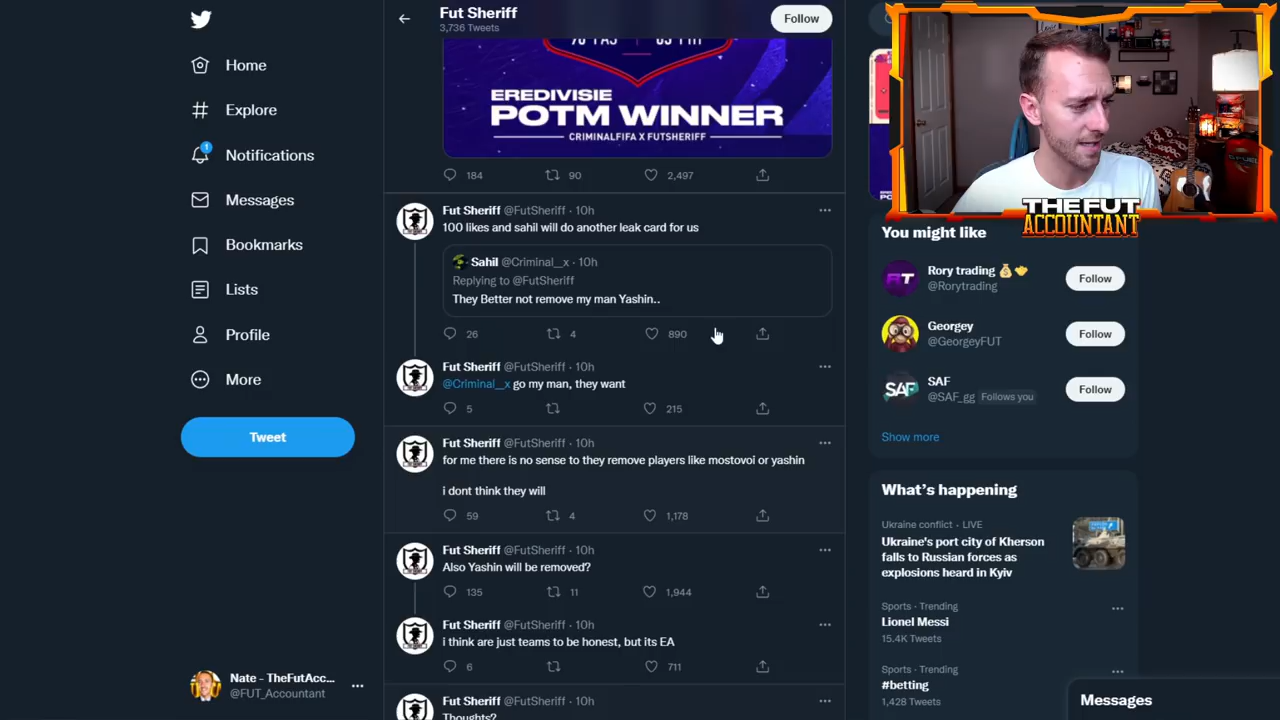 Fut Sheriff
3,736 Tweets
Follow
Home
Explore
1
Notifications
Messages
Bookmarks
Lists
Profile
More
Tweet
Nate - TheFutAcc...
@FUT_Accountant
EREDIVISIE
POTM WINNER
CRIMINALFIFA X FUTSHERIFF
184
90
2,497
Fut Sheriff @FutSheriff · 10h
100 likes and sahil will do another leak card for us
Sahil @Criminal__x · 10h
Replying to @FutSheriff
They Better not remove my man Yashin..
26
4
890
Fut Sheriff @FutSheriff · 10h
@Criminal__x go my man, they want
5
215
Fut Sheriff @FutSheriff · 10h
for me there is no sense to they remove players like mostovoi or yashin
i dont think they will
59
4
1,178
Fut Sheriff @FutSheriff · 10h
Also Yashin will be removed?
135
11
1,944
Fut Sheriff @FutSheriff · 10h
i think are just teams to be honest, but its EA
6
711
Fut Sheriff @FutSheriff · 10h
Thoughts?
THE FUT
ACCOUNTANT
You might like
Rory trading
@Rorytrading
Follow
Georgey
@GeorgeyFUT
Follow
SAF
@SAF_gg Follows you
Follow
Show more
What's happening
Ukraine conflict · LIVE
Ukraine's port city of Kherson
falls to Russian forces as
explosions heard in Kyiv
Sports · Trending
Lionel Messi
15.4K Tweets
Sports · Trending
#betting
1,428 Tweets
Messages